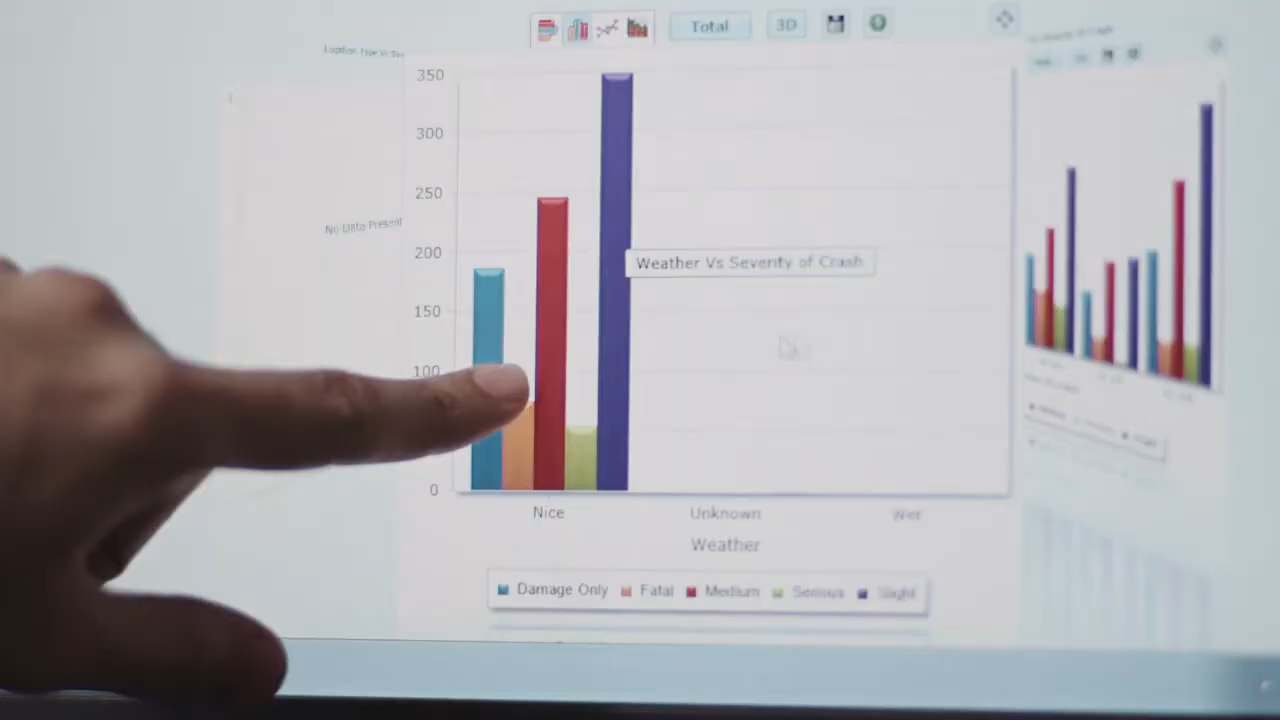 Total
3D
350
300
250
200
150
100
0
No Data Present
Weather Vs Severity of Crash
Nice Unknown Wet
Weather
Damage Only Fatal Medium Serious Slight